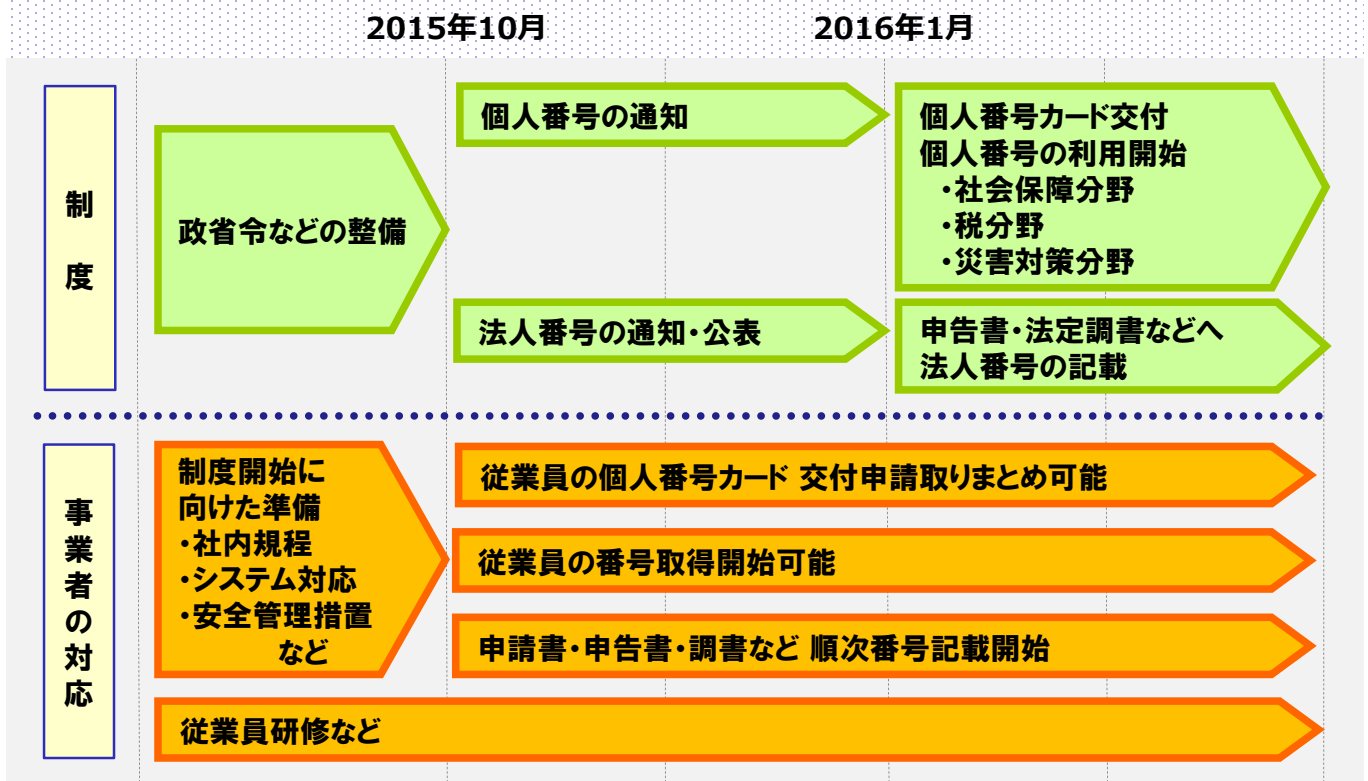 2015年10月
2016年1月
制度
政省令などの整備
個人番号の通知
個人番号カード交付
個人番号の利用開始
・社会保障分野
・税分野
・災害対策分野
法人番号の通知・公表
申告書・法定調書などへ
法人番号の記載
事業者の対応
制度開始に
向けた準備
・社内規程
・システム対応
・安全管理措置
など
従業員の個人番号カード 交付申請取りまとめ可能
従業員の番号取得開始可能
申請書・申告書・調書など 順次番号記載開始
従業員研修など